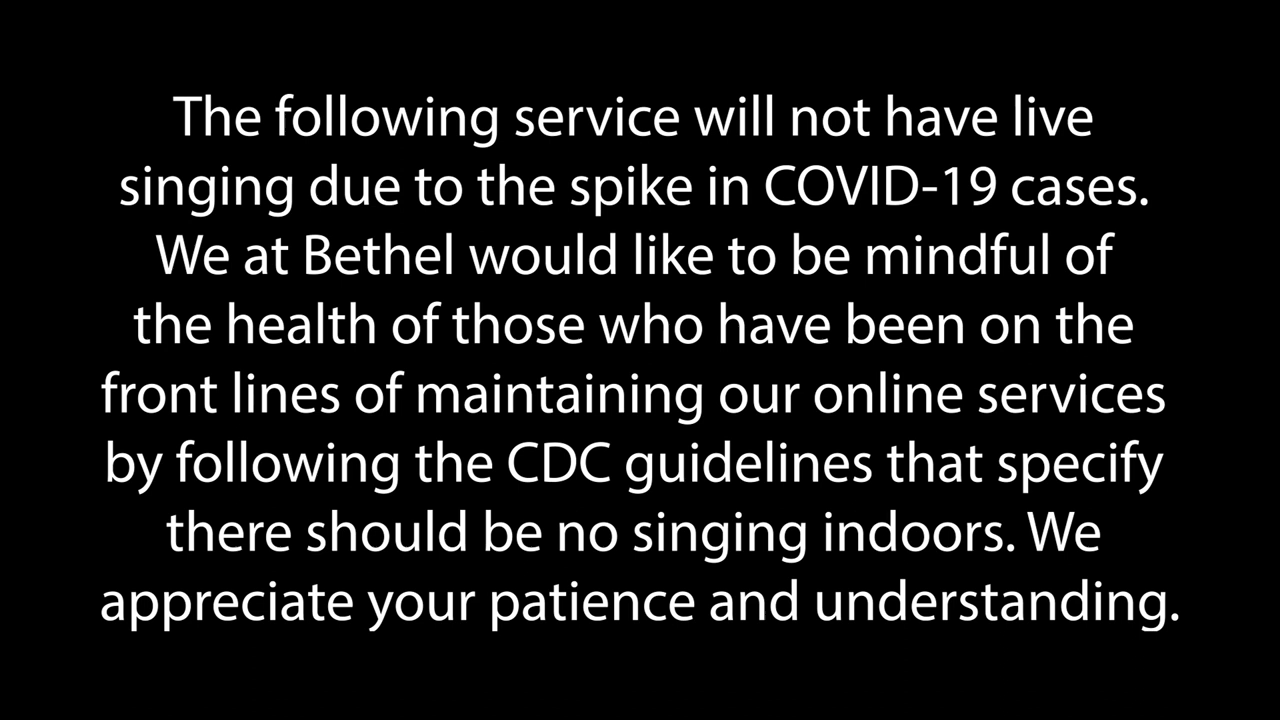 The following service will not have live
singing due to the spike in COVID-19 cases.
We at Bethel would like to be mindful of
the health of those who have been on the
front lines of maintaining our online services
by following the CDC guidelines that specify
there should be no singing indoors. We
appreciate your patience and understanding.